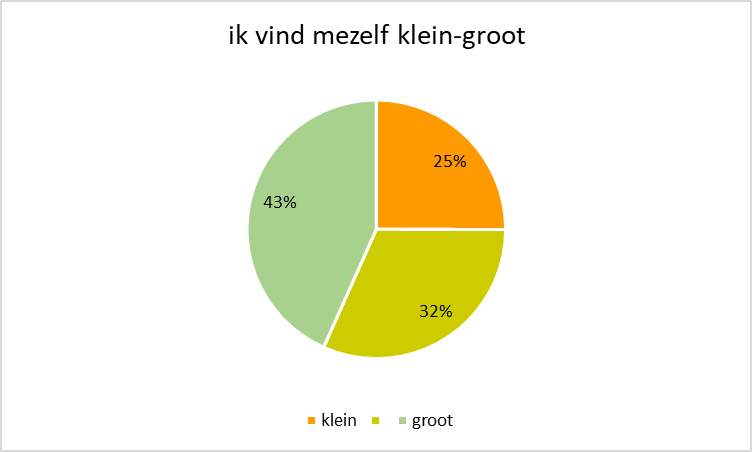 ik vind mezelf klein-groot
25%
43%
32%
klein groot